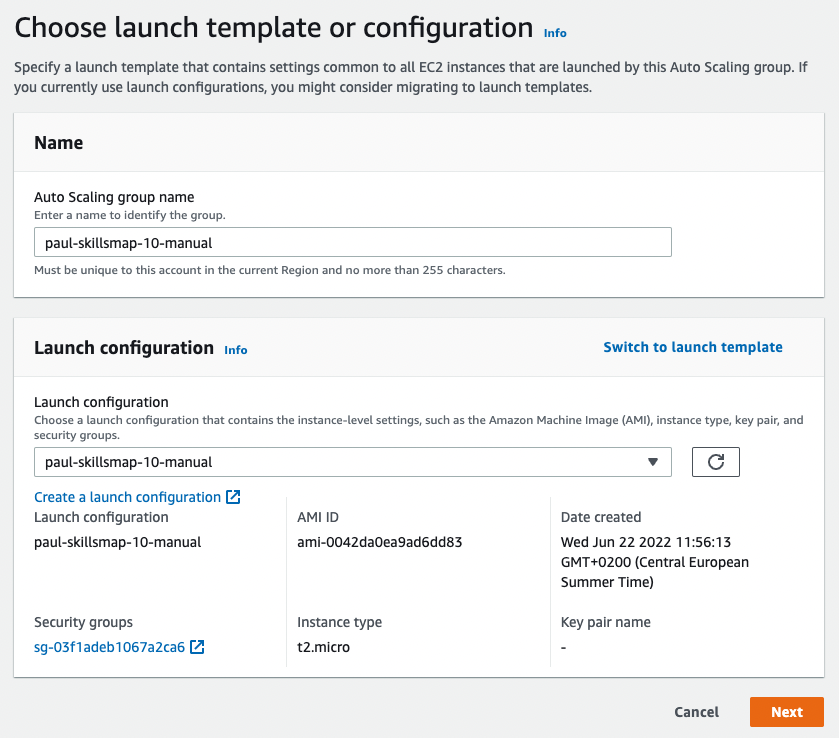 Choose launch template or configuration Info
Specify a launch template that contains settings common to all EC2 instances that are launched by this Auto Scaling group. If
you currently use launch configurations, you might consider migrating to launch templates.
Name
Auto Scaling group name
Enter a name to identify the group.
paul-skillsmap-10-manual
Must be unique to this account in the current Region and no more than 255 characters.
Launch configuration Info
Switch to launch template
Launch configuration
Choose a launch configuration that contains the instance-level settings, such as the Amazon Machine Image (AMI), instance type, key pair, and
security groups.
paul-skillsmap-10-manual
Create a launch configuration
Launch configuration
paul-skillsmap-10-manual
AMI ID
ami-0042da0ea9ad6dd83
Date created
Wed Jun 22 2022 11:56:13
GMT+0200 (Central European
Summer Time)
Security groups
sg-03f1adeb1067a2ca6
Instance type
t2.micro
Key pair name
-
Cancel
Next